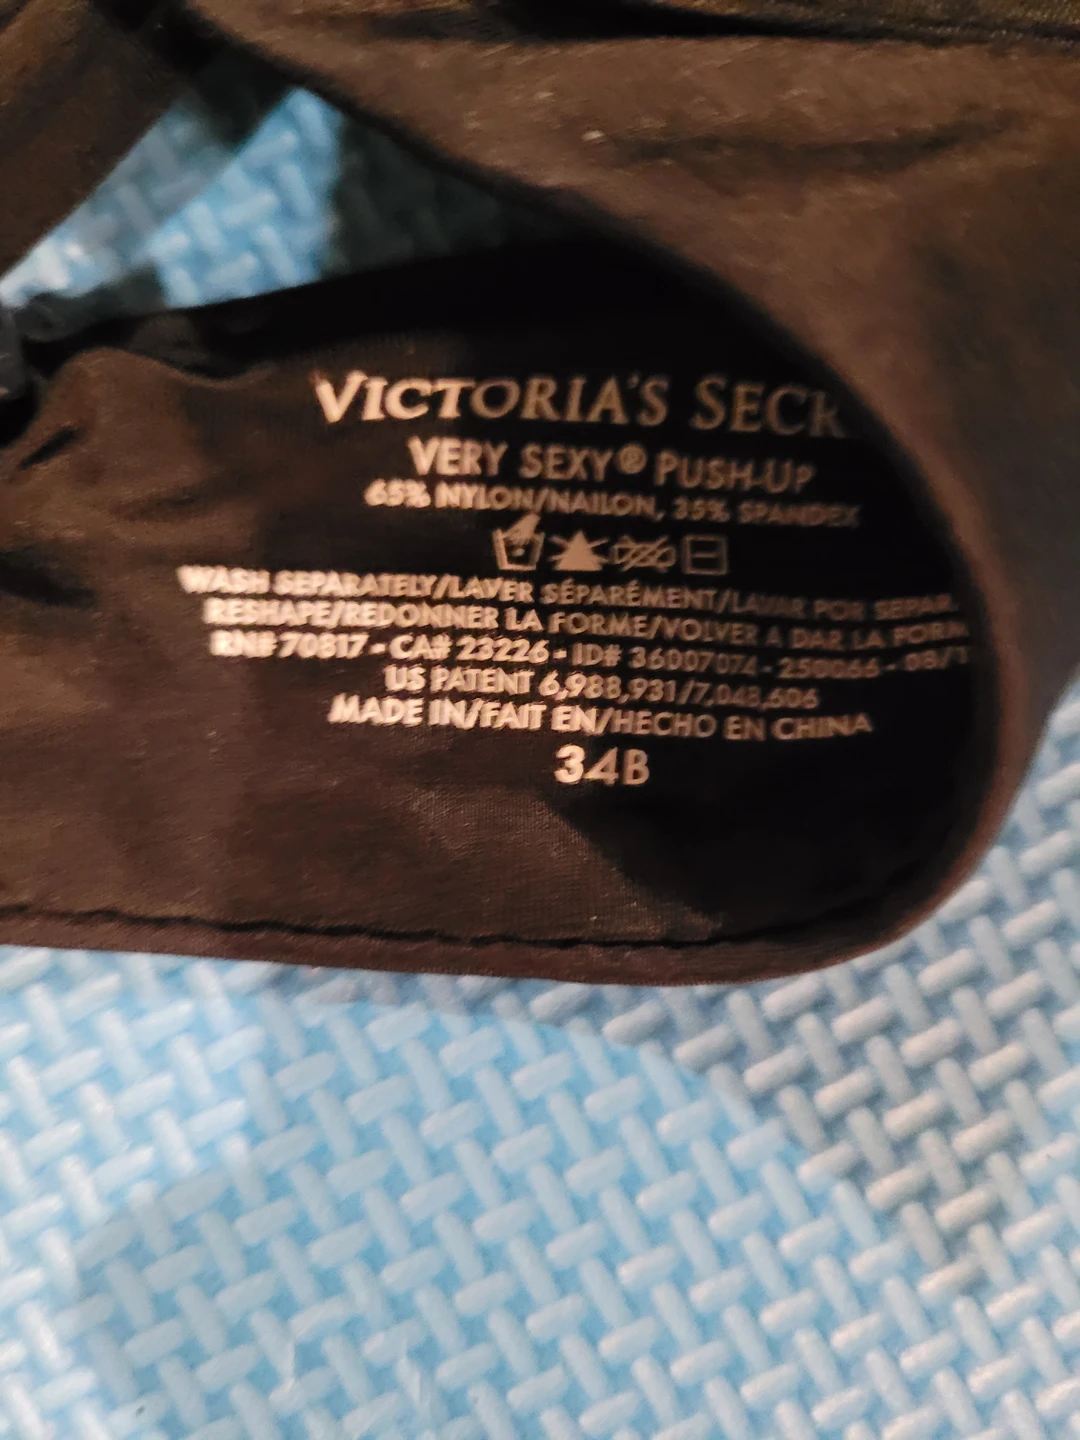 VICTORIA'S SECR
VERY SEXY® PUSH-UP
65% NYLON/NAILON, 35% SPANDEX
WASH SEPARATELY/LAVER SÉPARÉMENT/LAVAR POR SEPAR
RESHAPE/REDONNER LA FORME/VOLVER A DAR LA FORM
RN# 70817 - CA# 23226 - ID# 36007074 - 250066 - 08/1
US PATENT 6,988,931/7,048,606
MADE IN/FAIT EN/HECHO EN CHINA
34B